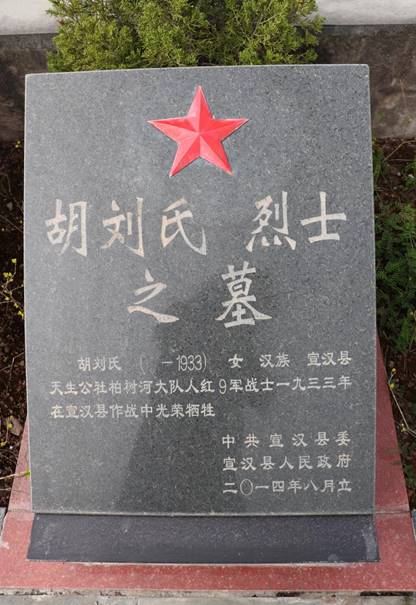 胡刘氏 烈士
之墓
胡刘氏 ( -1933) 女 汉族 宣汉县
天生公社柏树河大队人红9军战士一九三三年
在宣汉县作战中光荣牺牲
中共宣汉县委
宣汉县人民政府
二〇一四年八月立